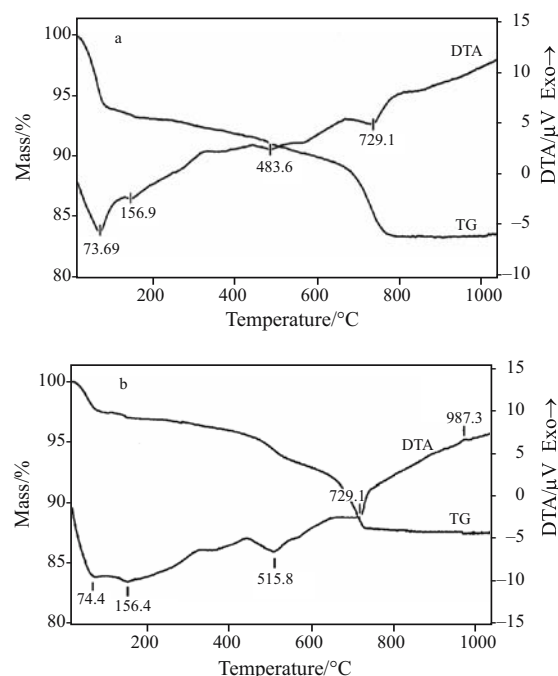 a
100
95
90
85
80
Mass/%
15
10
5
0
−5
−10
DTA/µV Exo→
DTA
729.1
483.6
156.9
73.69
TG
200 400 600 800 1000
Temperature/°C
b
100
95
90
85
80
Mass/%
15
10
5
0
−5
−10
−15
DTA/µV Exo→
987.3
DTA
729.1
TG
515.8
74.4
156.4
200 400 600 800 1000
Temperature/°C